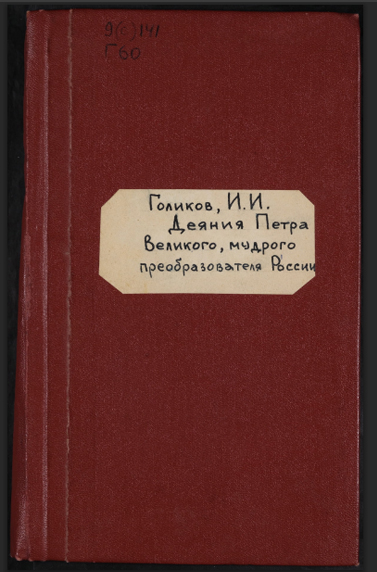 9(с)141
Г60
Голиков, И.И.
Деяния Петра
Великого, мудрого
преобразователя России